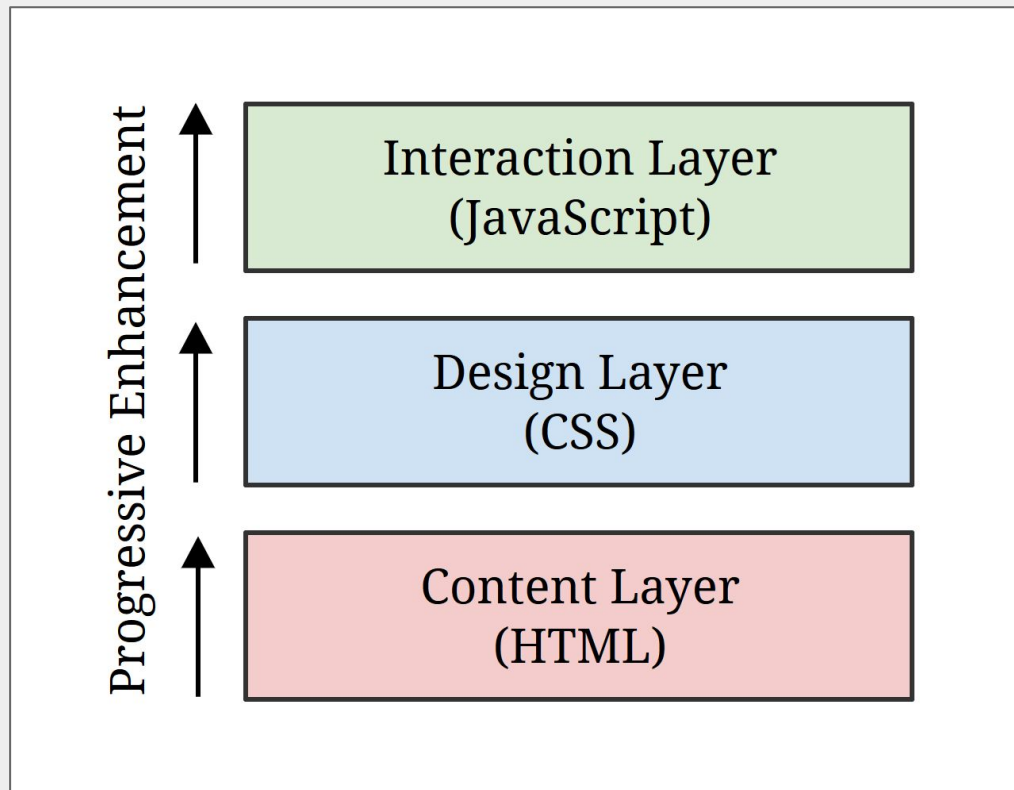 Progressive Enhancement
Interaction Layer
(JavaScript)
Design Layer
(CSS)
Content Layer
(HTML)